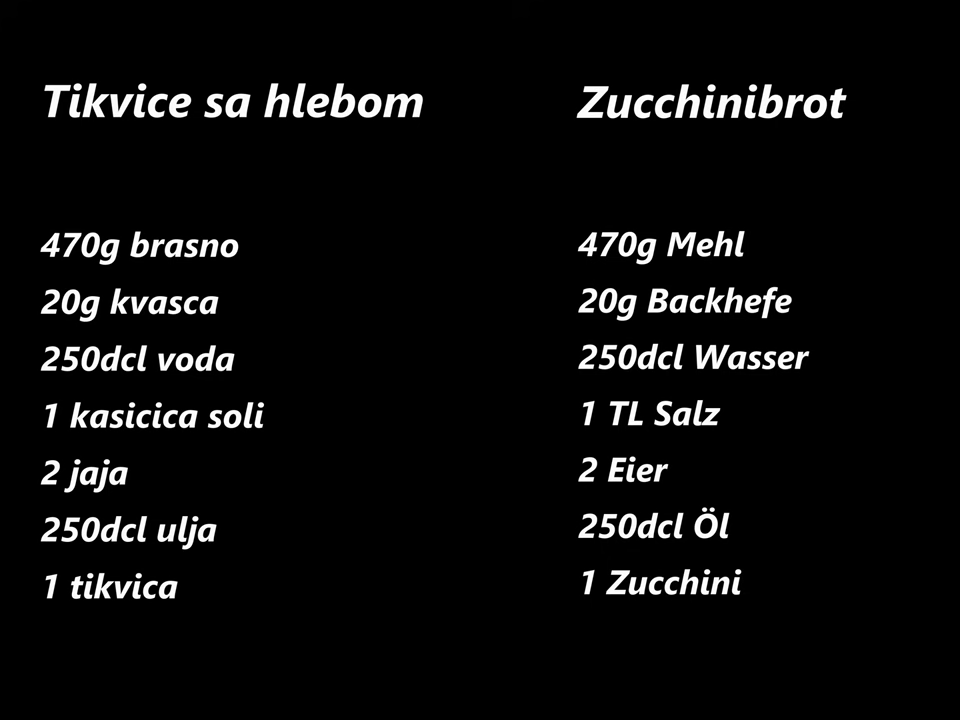 Tikvice sa hlebom
470g brasno
20g kvasca
250dcl voda
1 kasicica soli
2 jaja
250dcl ulja
1 tikvica
Zucchinibrot
470g Mehl
20g Backhefe
250dcl Wasser
1 TL Salz
2 Eier
250dcl Öl
1 Zucchini